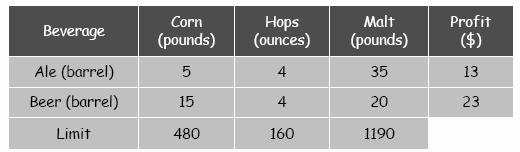 Beverage Corn (pounds) Hops (ounces) Malt (pounds) Profit ($)
Ale (barrel) 5 4 35 13
Beer (barrel) 15 4 20 23
Limit 480 160 1190